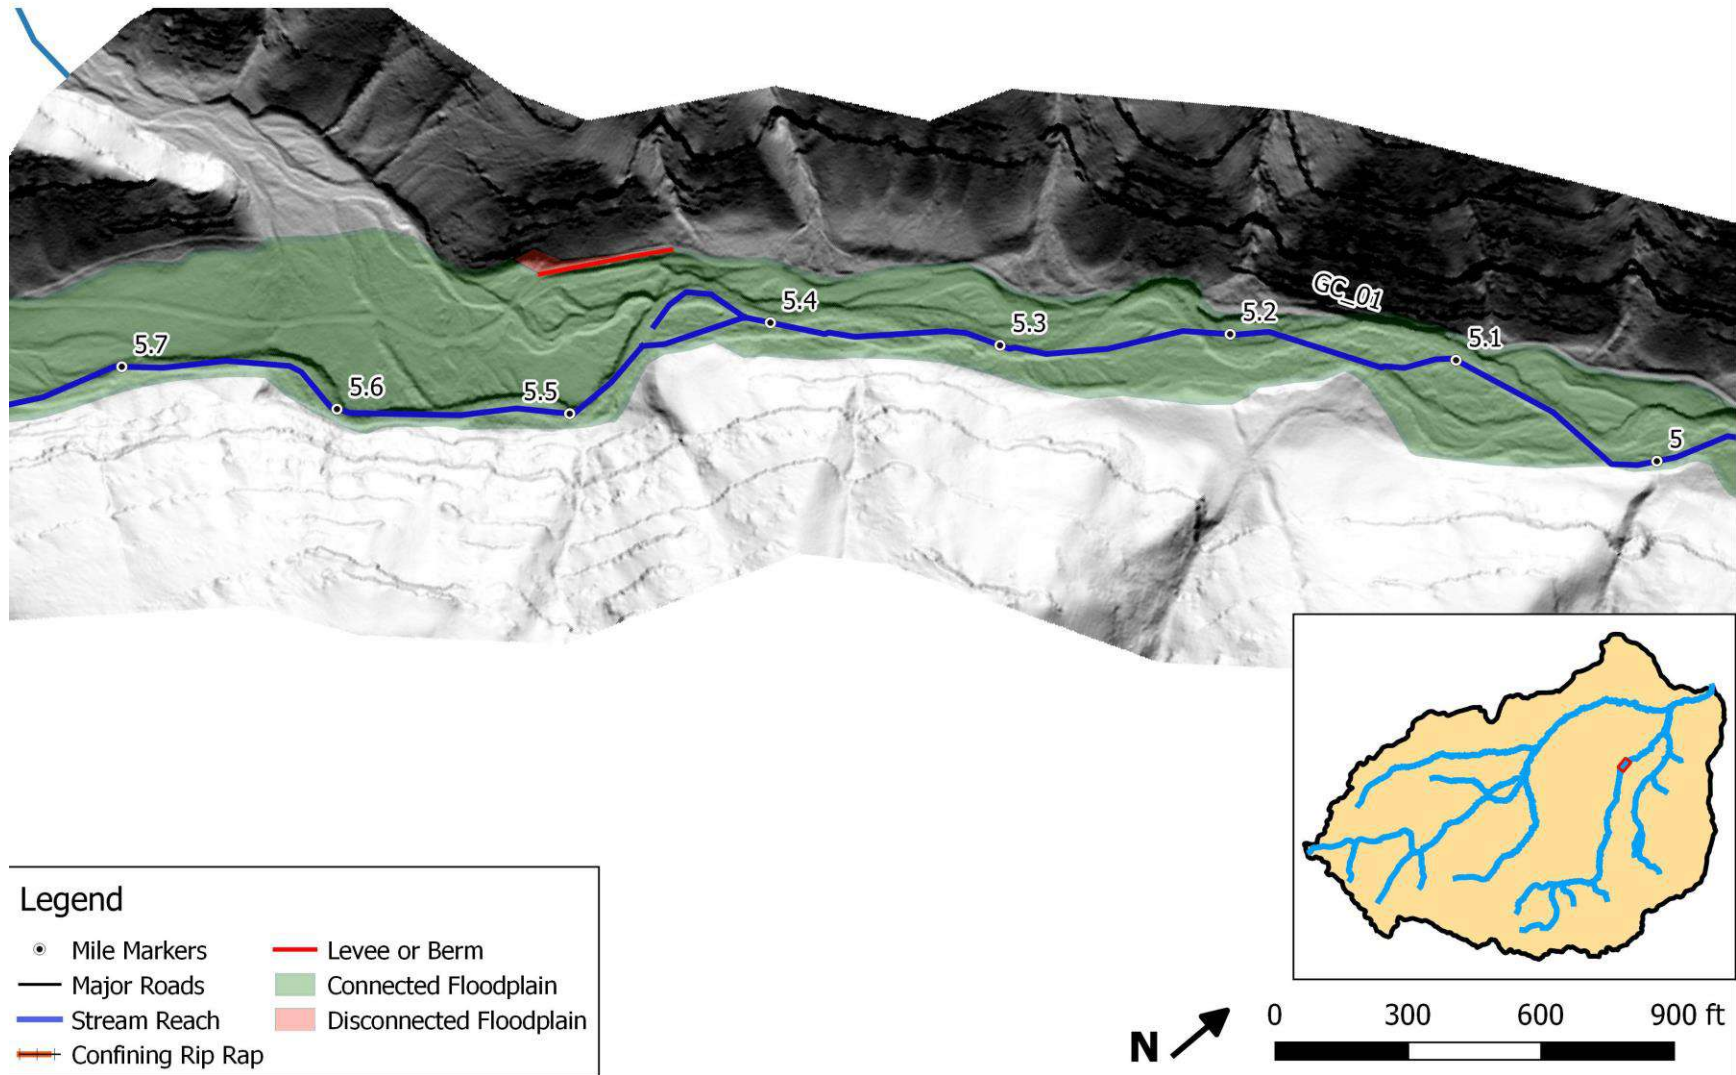 GC_01
5.7
5.6
5.5
5.4
5.3
5.2
5.1
5
Legend
Mile Markers
Major Roads
Stream Reach
Confining Rip Rap
Levee or Berm
Connected Floodplain
Disconnected Floodplain
N
0 300 600 900 ft